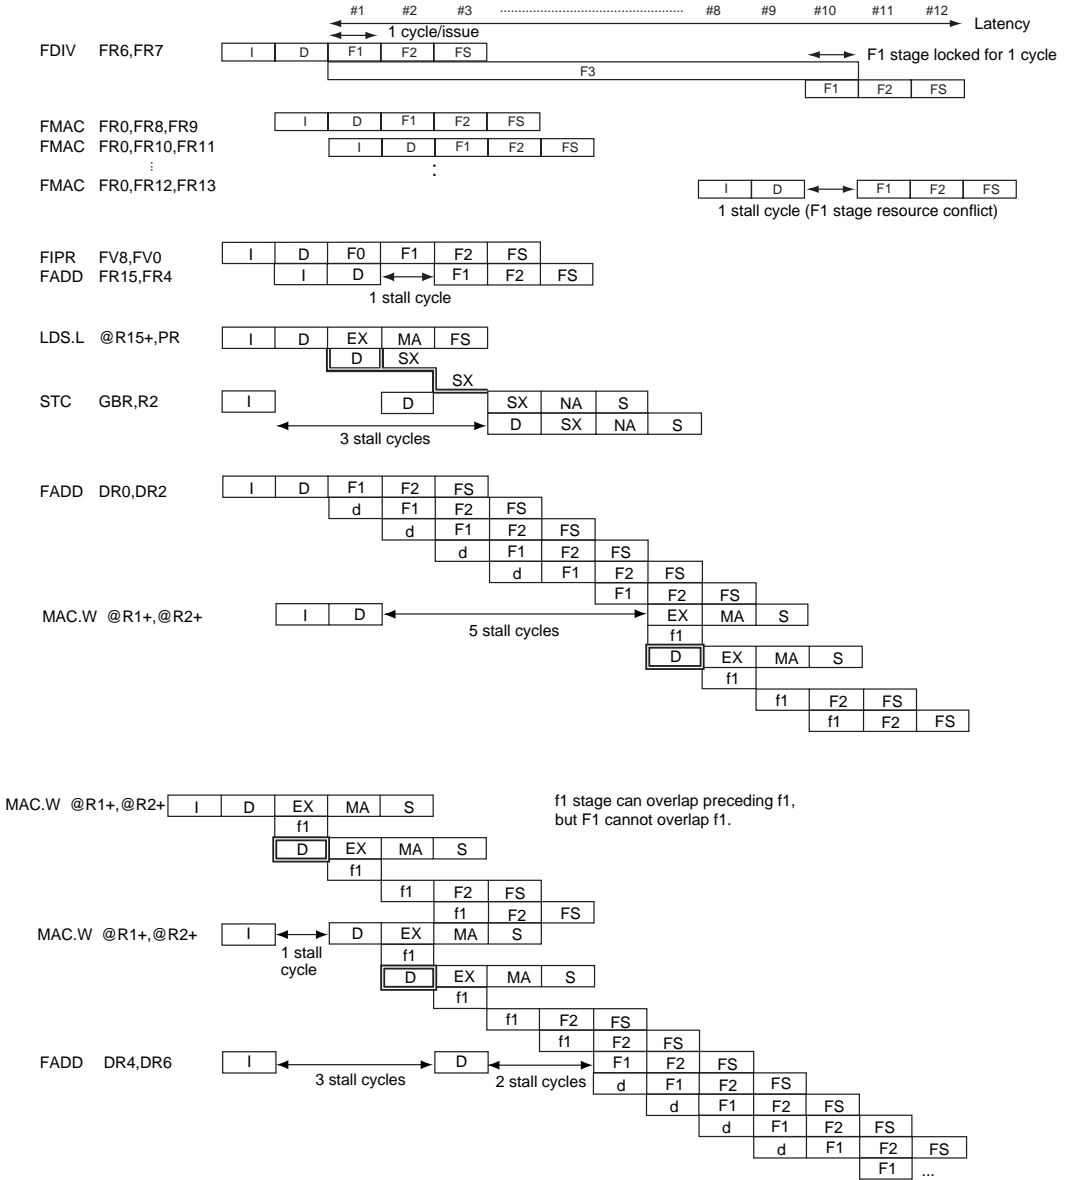 #1 #2 #3 #8 #9 #10 #11 #12
Latency
1 cycle/issue
FDIV FR6,FR7 I D F1 F2 FS
F1 stage locked for 1 cycle
F3
F1 F2 FS
FMAC FR0,FR8,FR9 I D F1 F2 FS
FMAC FR0,FR10,FR11 I D F1 F2 FS
FMAC FR0,FR12,FR13 I D F1 F2 FS
1 stall cycle (F1 stage resource conflict)
FIPR FV8,FV0 I D F0 F1 F2 FS
FADD FR15,FR4 I D F1 F2 FS
1 stall cycle
LDS.L @R15+,PR I D EX MA FS
D SX
SX
STC GBR,R2 I D SX NA S
D SX NA S
3 stall cycles
FADD DR0,DR2 I D F1 F2 FS
d F1 F2 FS
d F1 F2 FS
d F1 F2 FS
d F1 F2 FS
F1 F2 FS
MAC.W @R1+,@R2+ I D EX MA S
5 stall cycles
f1
D EX MA S
f1
f1 F2 FS
f1 F2 FS
MAC.W @R1+,@R2+ I D EX MA S
f1 stage can overlap preceding f1,
but F1 cannot overlap f1.
f1
D EX MA S
f1
f1 F2 FS
f1 F2 FS
MAC.W @R1+,@R2+ I D EX MA S
1 stall
cycle
f1
D EX MA S
f1
f1 F2 FS
f1 F2 FS
FADD DR4,DR6 I D F1 F2 FS
3 stall cycles 2 stall cycles
d F1 F2 FS
d F1 F2 FS
d F1 F2 FS
d F1 F2 FS
F1 ...